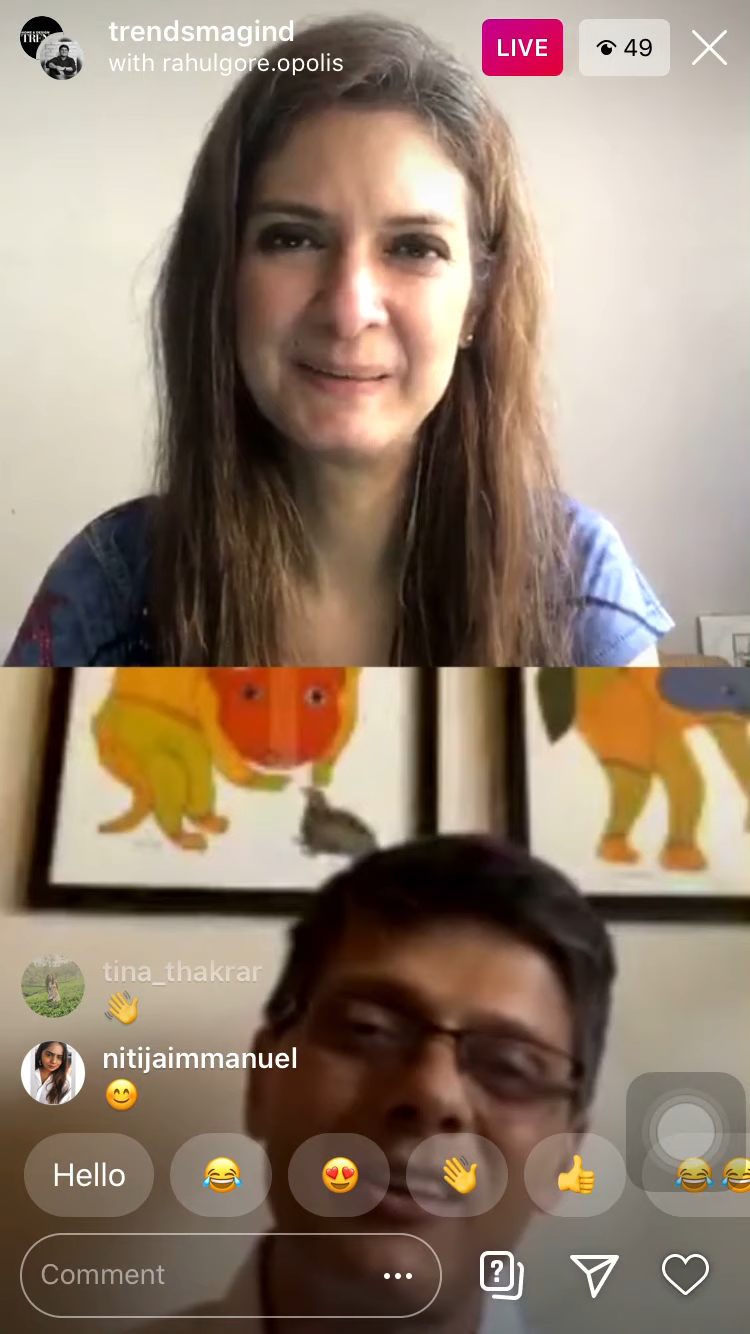 trendsmagind
with rahulgore.opolis
LIVE
49
tina_thakrar
nitijaimmanuel
Hello
Comment